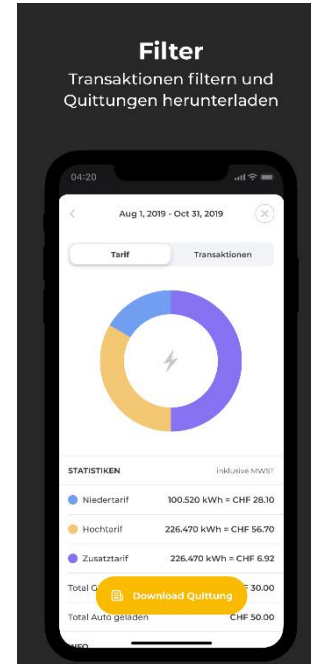 Filter
Transaktionen filtern und
Quittungen herunterladen
04:20
Aug 1, 2019 - Oct 31, 2019
Tarif
Transaktionen
STATISTIKEN
inklusive MWST
Niedertarif 100.520 kWh = CHF 28.10
Hochtarif 226.470 kWh = CHF 56.70
Zusatztarif 226.470 kWh = CHF 6.92
Total 30.00
Download Quittung
Total Auto geladen CHF 50.00